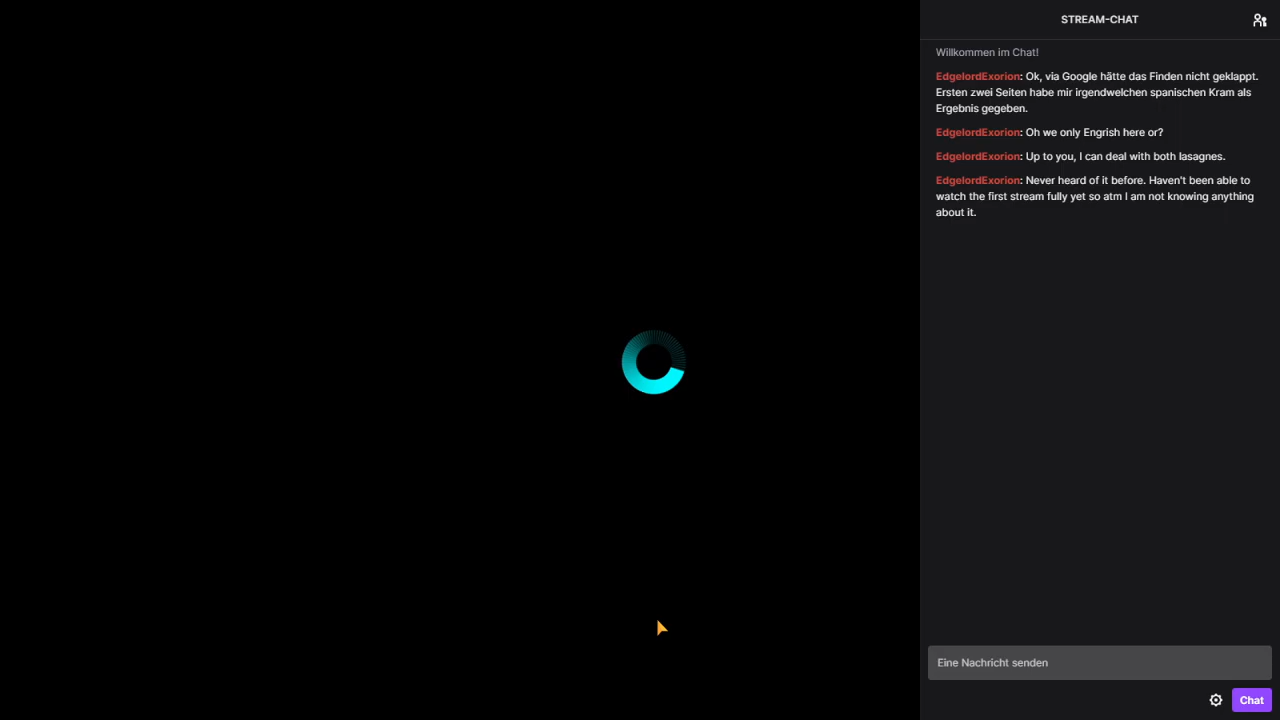 STREAM-CHAT
Willkommen im Chat!
EdgelordExorion: Ok, via Google hätte das Finden nicht geklappt.
Ersten zwei Seiten habe mir irgendwelchen spanischen Kram als
Ergebnis gegeben.
EdgelordExorion: Oh we only Engrish here or?
EdgelordExorion: Up to you, I can deal with both lasagnes.
EdgelordExorion: Never heard of it before. Haven't been able to
watch the first stream fully yet so atm I am not knowing anything
about it.
Eine Nachricht senden
Chat